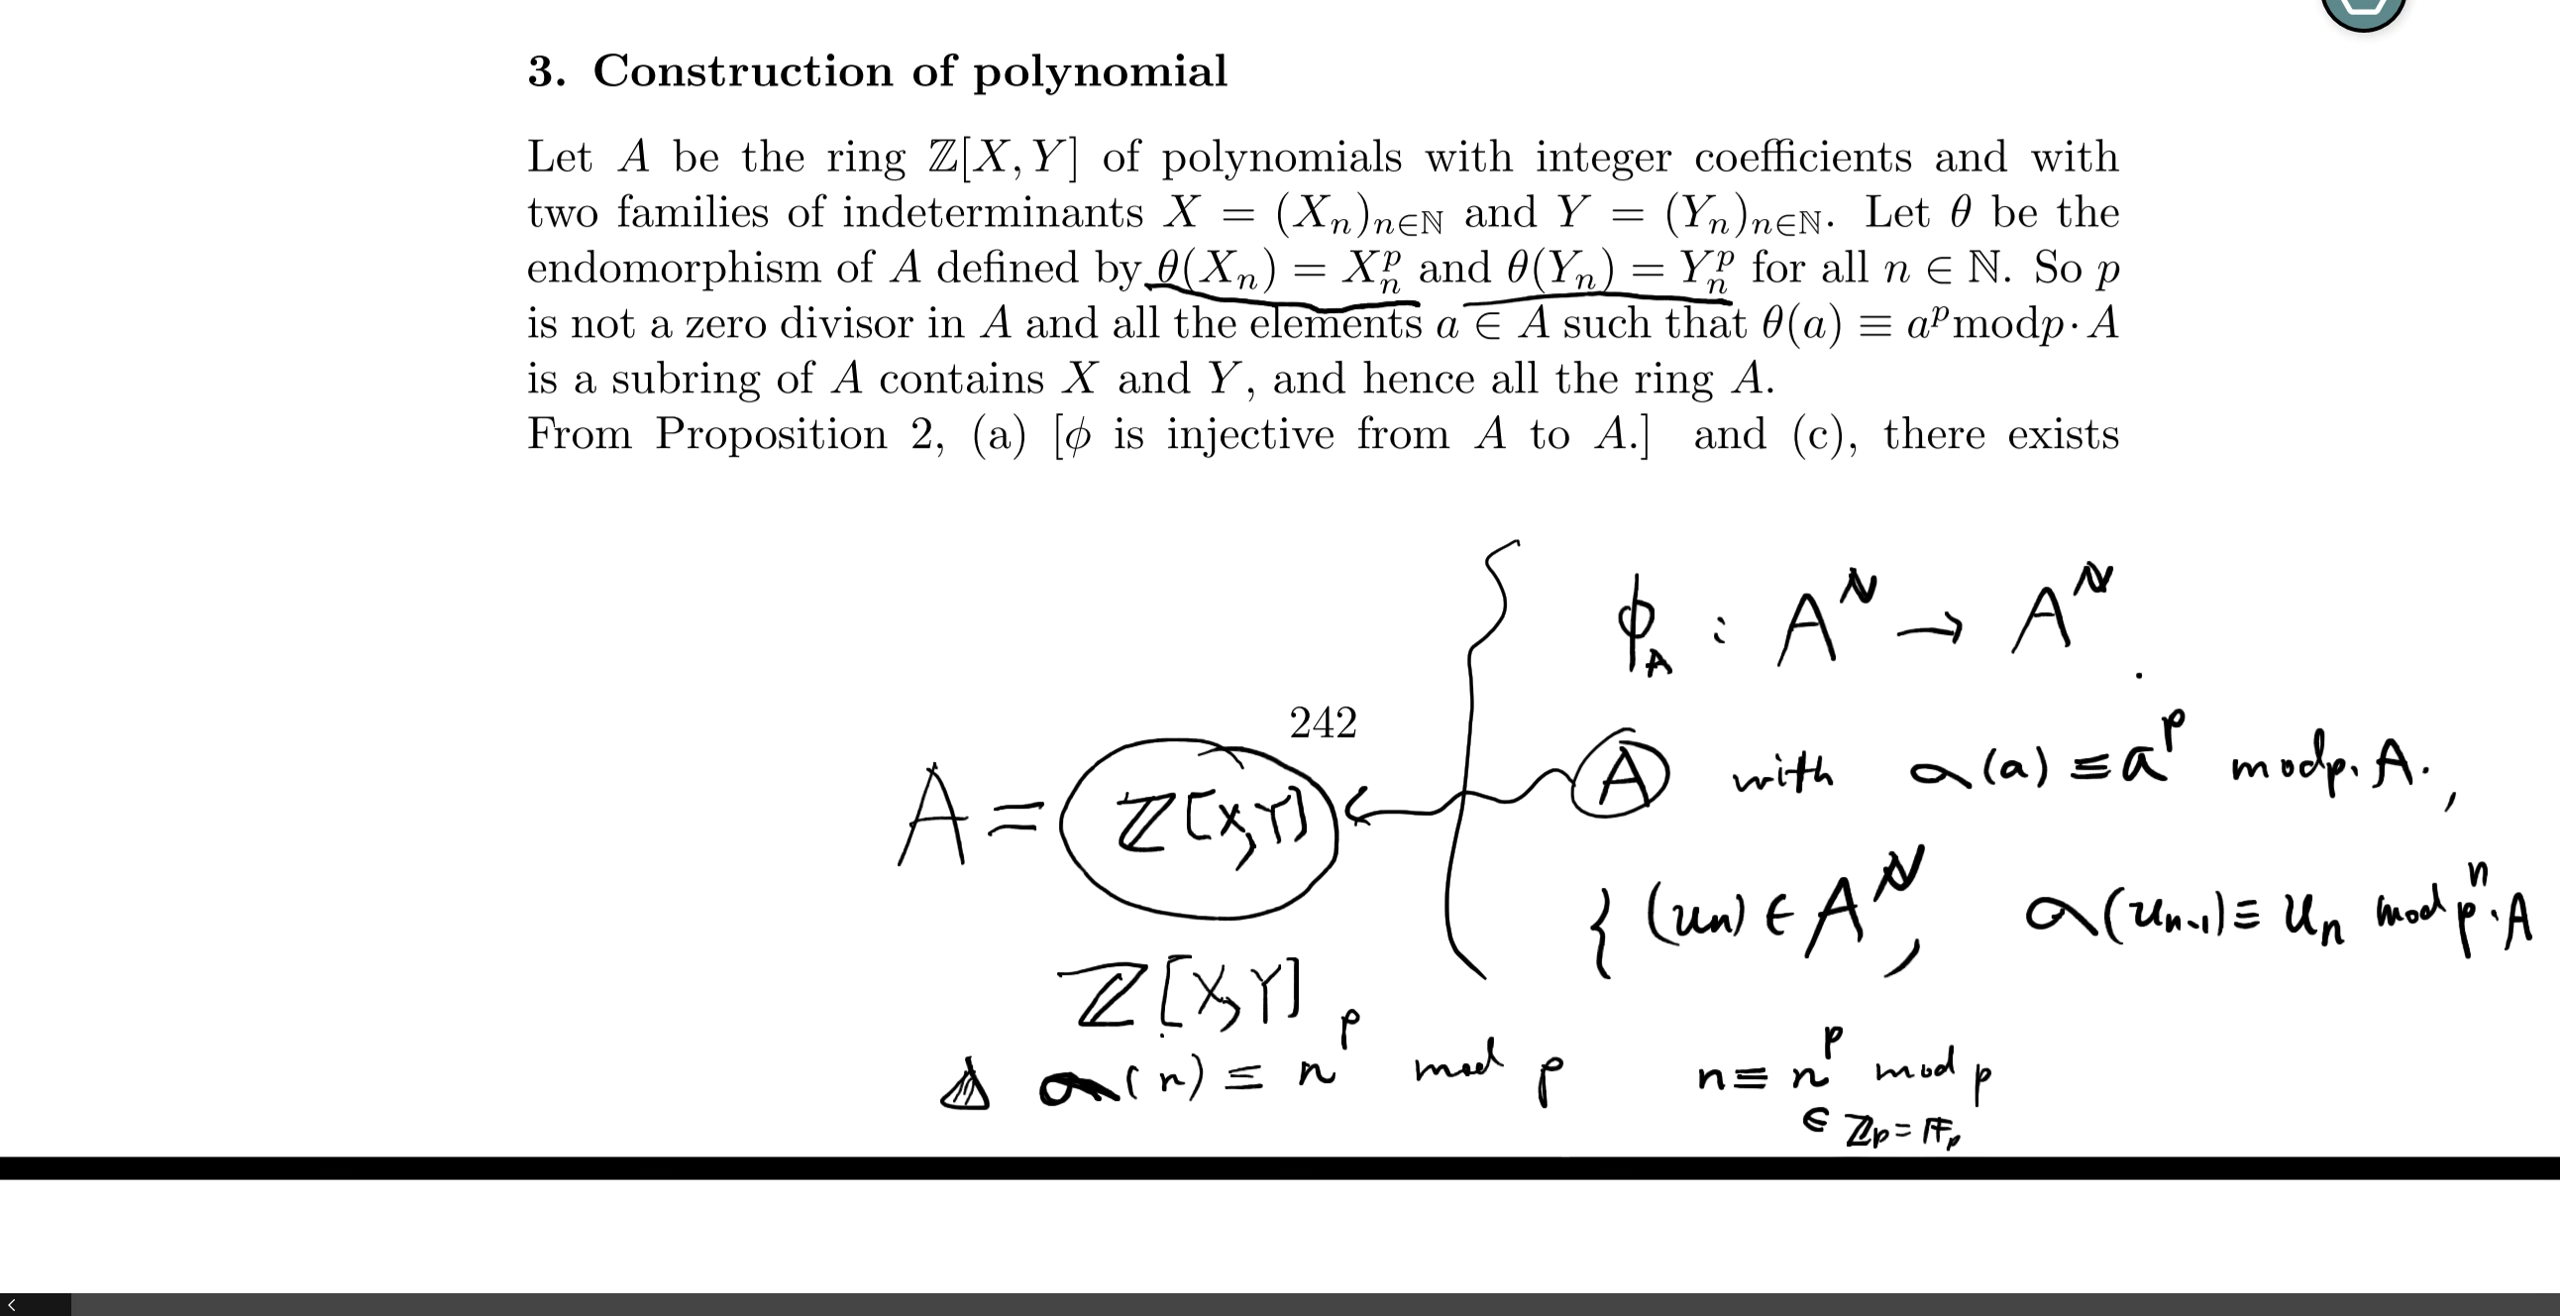 3. Construction of polynomial
Let A be the ring ℤ[X, Y] of polynomials with integer coefficients and with
two families of indeterminants X = (Xₙ)ₙ∈ℕ and Y = (Yₙ)ₙ∈ℕ. Let θ be the
endomorphism of A defined by θ(Xₙ) = Xₙᵖ and θ(Yₙ) = Yₙᵖ for all n ∈ ℕ. So p
is not a zero divisor in A and all the elements a ∈ A such that θ(a) ≡ aᵖmodp· A
is a subring of A contains X and Y, and hence all the ring A.
From Proposition 2, (a) [ϕ is injective from A to A.] and (c), there exists
ϕ_A : A^ℕ → A^ℕ.
242
A = ℤ[X,Y] ← A with σ(a) ≡ aᵖ mod p. A.,
{ (uₙ) ∈ A^ℕ, σ(uₙ₋₁) ≡ uₙ mod pⁿ. A
ℤ[X,Y]
σ(n) ≡ nᵖ mod p n ≡ nᵖ mod p
∈ ℤp = 𝔽p